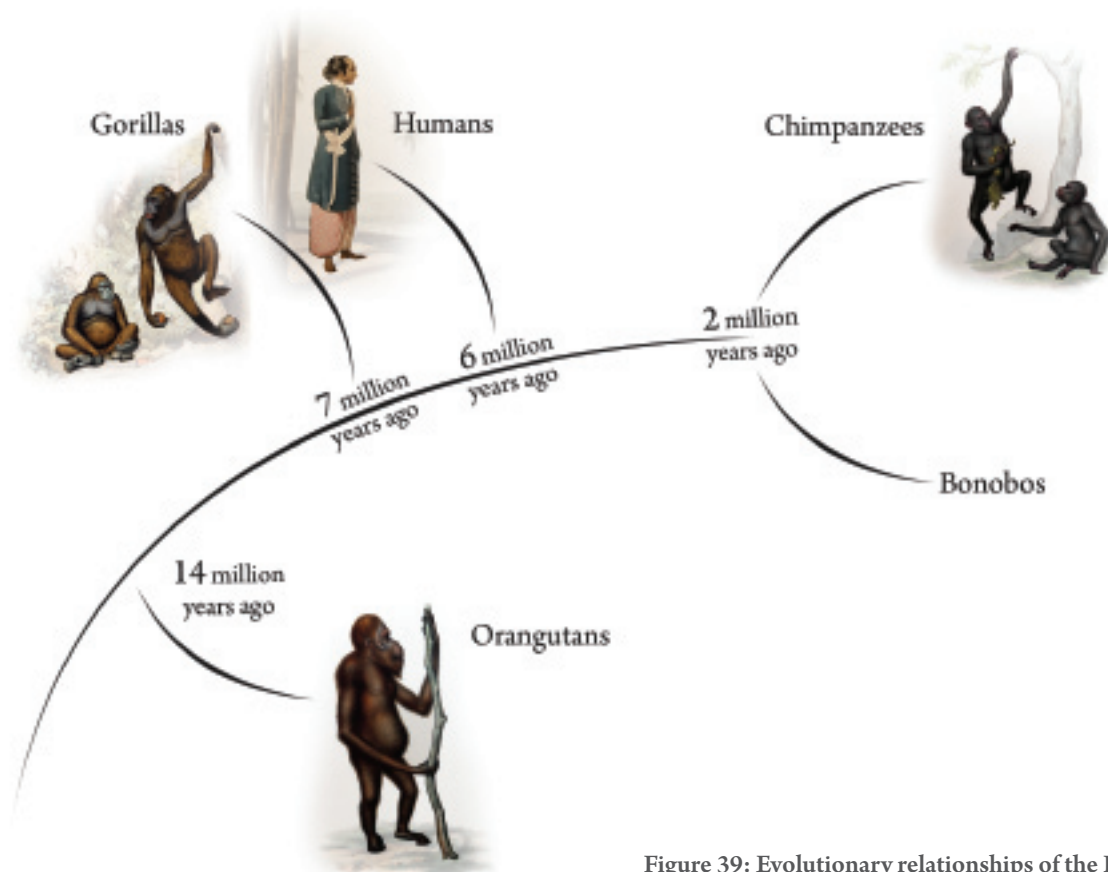 Gorillas
Humans
Chimpanzees
2 million
years ago
6 million
years ago
7 million
years ago
Bonobos
14 million
years ago
Orangutans
Figure 39: Evolutionary relationships of the